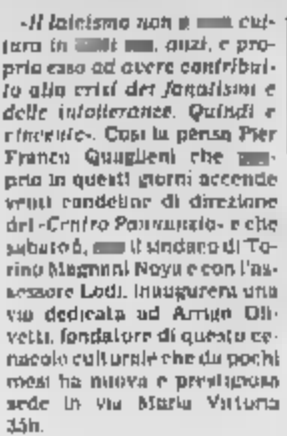 «Il laicismo non è cul-
tura in anzi, è pro-
prio esso ad avere contribui-
to alla crisi dei fanatismi e
delle intolleranze. Quindi è
vincente». Così la pensa Pier
Franco Quaglieni che
prio in questi giorni accende
venti candeline di direzione
del «Centro Pannunzio» e che
sabato 6, il sindaco di To-
rino Magnani Noya e con l'as-
sessore Lodi, inaugurerà una
via dedicata ad Arrigo Oli-
vetti, fondatore di questo ce-
nacolo culturale che da pochi
mesi ha nuova e prestigiosa
sede in via Maria Vittoria
35h.